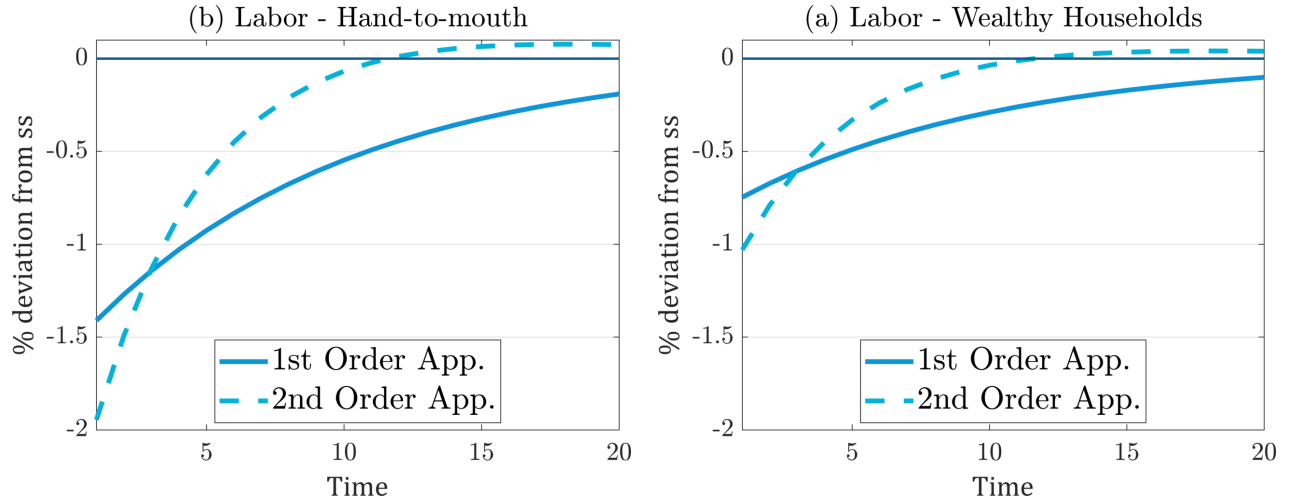 (b) Labor - Hand-to-mouth
% deviation from ss
0
-0.5
-1
-1.5
-2
5
10
15
20
Time
1st Order App.
2nd Order App.
(a) Labor - Wealthy Households
% deviation from ss
0
-0.5
-1
-1.5
-2
5
10
15
20
Time
1st Order App.
2nd Order App.